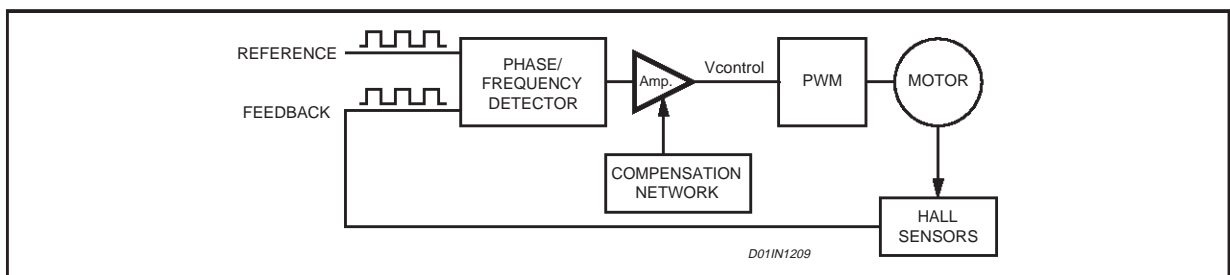 REFERENCE
FEEDBACK
PHASE/
FREQUENCY
DETECTOR
Amp.
Vcontrol
PWM
MOTOR
COMPENSATION
NETWORK
HALL
SENSORS
D01IN1209